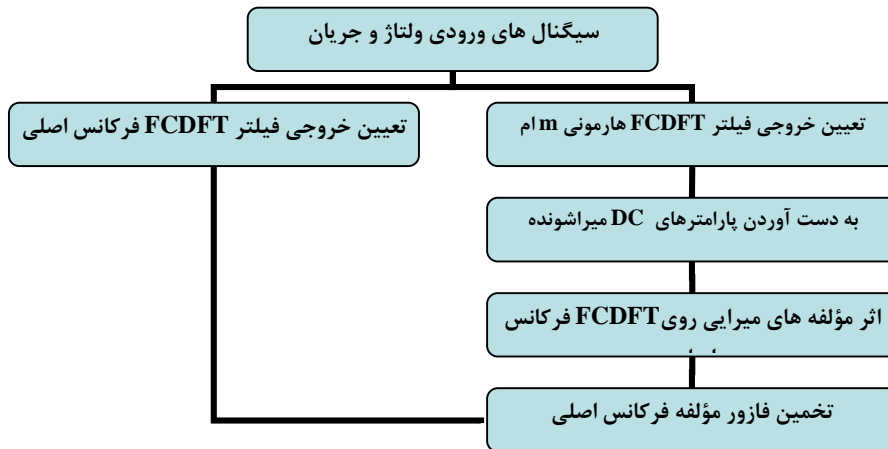 سیگنال های ورودی ولتاژ و جریان
تعیین خروجی فیلتر FCDFT هارمونی m ام
تعیین خروجی فیلتر FCDFT فرکانس اصلی
به دست آوردن پارامترهای DC میراشونده
اثر مؤلفه های میرایی روی FCDFT فرکانس
تخمین فازور مؤلفه فرکانس اصلی